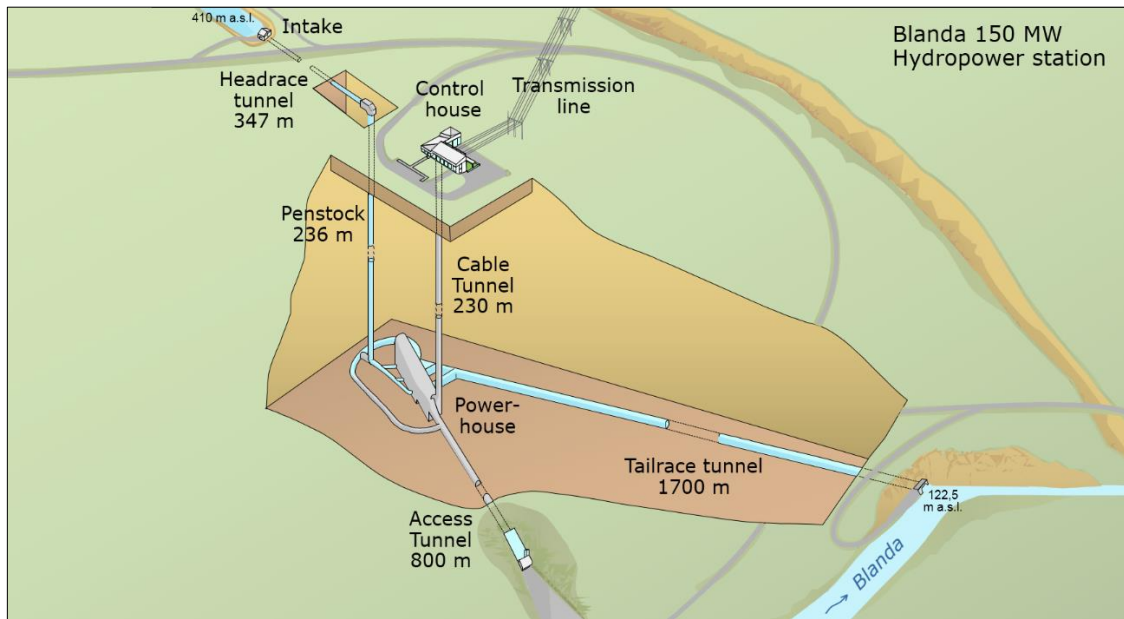 410 m a.s.l.
Intake
Blanda 150 MW
Hydropower station
Headrace
tunnel
347 m
Control
house
Transmission
line
Penstock
236 m
Cable
Tunnel
230 m
Power-
house
Tailrace tunnel
1700 m
122,5
m a.s.l.
Access
Tunnel
800 m
Blanda